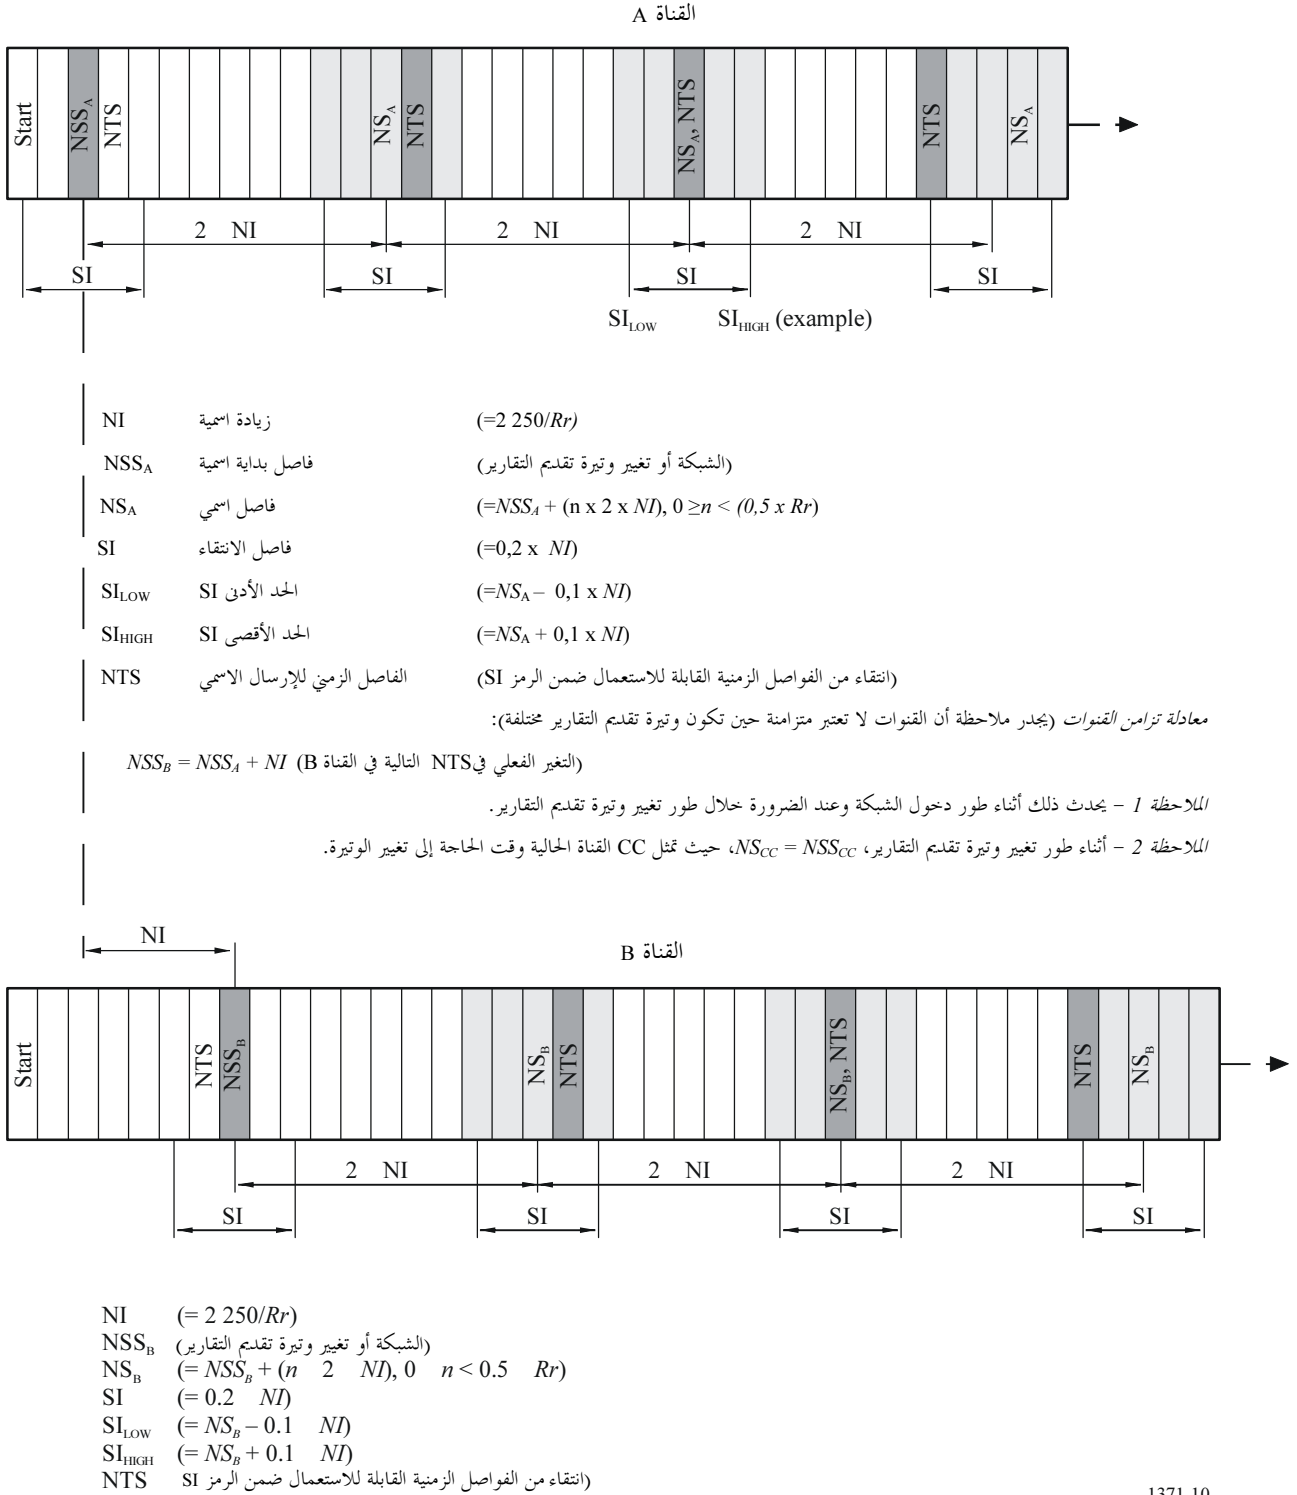 القناة A
Start NSSA NTS NSA NTS NSA, NTS NTS NSA
2 NI 2 NI 2 NI
SI SI SI SI
SILOW SIHIGH (example)
NI زيادة اسمية (=2 250/Rr)
NSSA فاصل بداية اسمية (الشبكة أو تغيير وتيرة تقديم التقارير)
NSA فاصل اسمي (=NSSA + (n x 2 x NI), 0 ≥n < (0,5 x Rr)
SI فاصل الانتقاء (=0,2 x NI)
SILOW الحد الأدنى SI (=NSA – 0,1 x NI)
SIHIGH الحد الأقصى SI (=NSA + 0,1 x NI)
NTS الفاصل الزمني للإرسال الاسمي (انتقاء من الفواصل الزمنية القابلة للاستعمال ضمن الرمز SI)
معادلة تزامن القنوات (يجدر ملاحظة أن القنوات لا تعتبر متزامنة حين تكون وتيرة تقديم التقارير مختلفة):
NSSB = NSSA + NI (التغير الفعلي فيNTS التالية في القناة B)
الملاحظة 1 – يحدث ذلك أثناء طور دخول الشبكة وعند الضرورة خلال طور تغيير وتيرة تقديم التقارير.
الملاحظة 2 – أثناء طور تغيير وتيرة تقديم التقارير، NSCC = NSSCC، حيث تمثل CC القناة الحالية وقت الحاجة إلى تغيير الوتيرة.
NI
القناة B
Start NTS NSSB NSB NTS NSB, NTS NTS NSB
2 NI 2 NI 2 NI
SI SI SI SI
NI (= 2 250/Rr)
NSSB (الشبكة أو تغيير وتيرة تقديم التقارير)
NSB (= NSSB + (n 2 NI), 0 n < 0.5 Rr)
SI (= 0.2 NI)
SILOW (= NSB – 0.1 NI)
SIHIGH (= NSB + 0.1 NI)
NTS (انتقاء من الفواصل الزمنية القابلة للاستعمال ضمن الرمز SI
1371-10